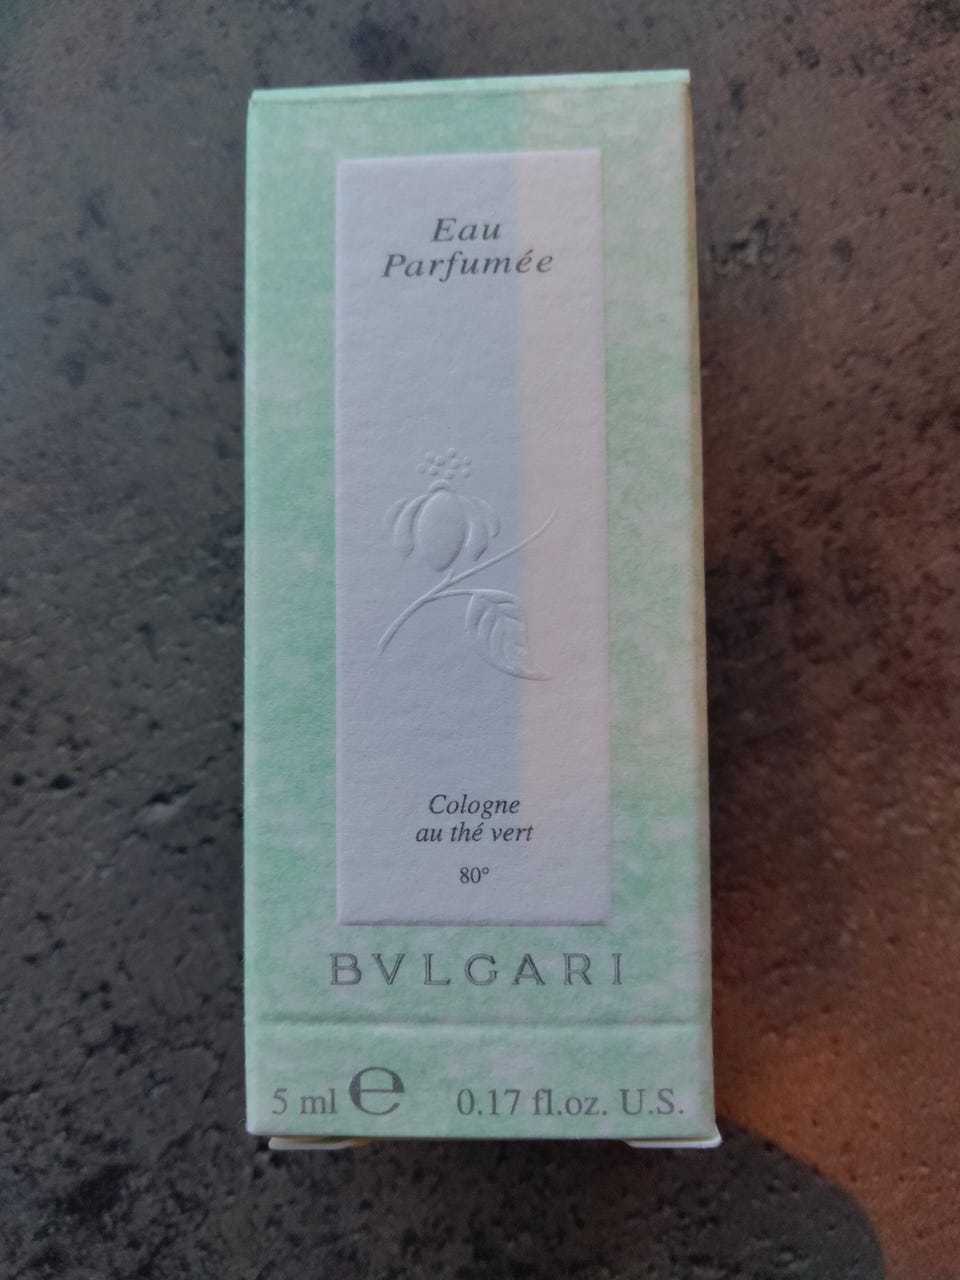 Eau
Parfumée
Cologne
au thé vert
80°
BVLGARI
5 ml ℮ 0.17 fl.oz. U.S.